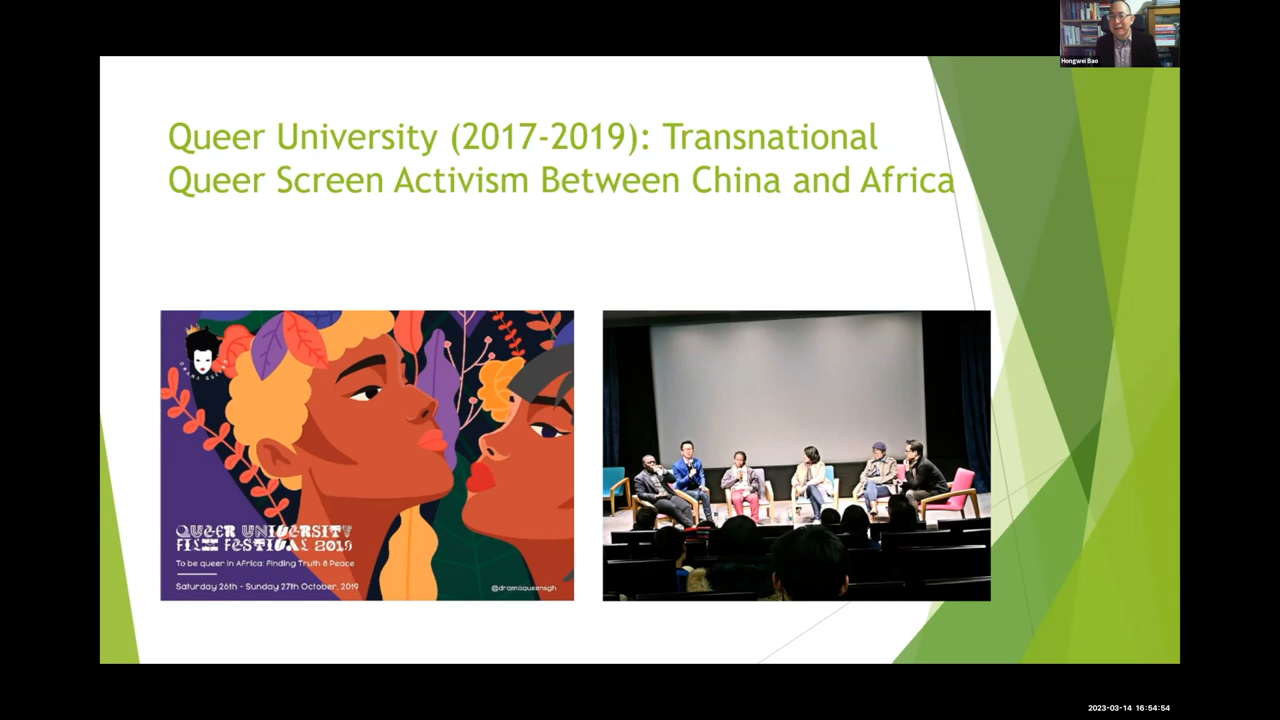 Hongwei Bao
Queer University (2017-2019): Transnational
Queer Screen Activism Between China and Africa
DRAMA QUEENS
QUEER UNIVERSITY
FILM FESTIVAL 2019
To be queer in Africa: Finding Truth & Peace
Saturday 26th - Sunday 27th October, 2019
@dramaqueensgh
2023-03-14 16:54:54